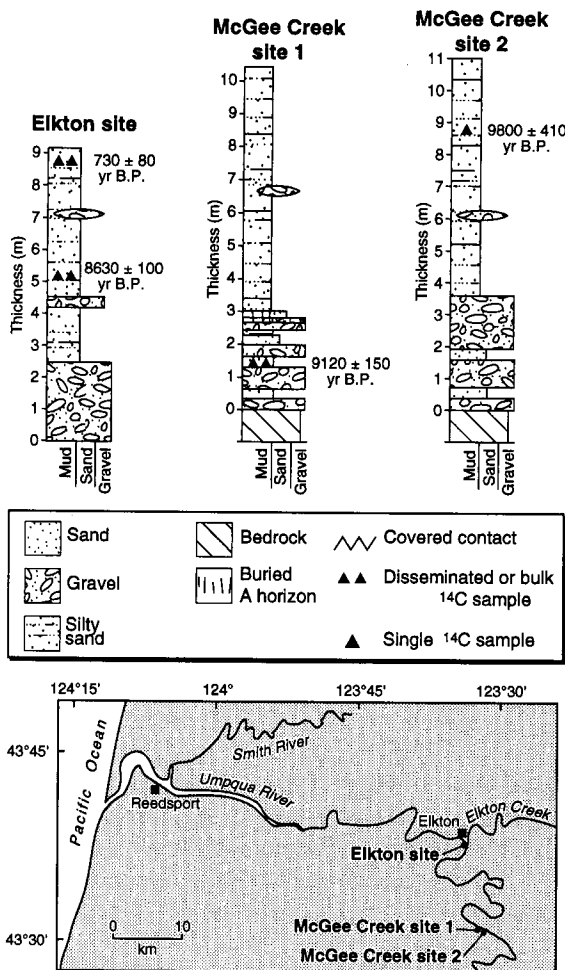 McGee Creek
site 1
McGee Creek
site 2
Elkton site
Thickness (m)
9
8
7
6
5
4
3
2
1
0
730 ± 80
yr B.P.
8630 ± 100
yr B.P.
Mud
Sand
Gravel
Thickness (m)
10
9
8
7
6
5
4
3
2
1
0
9120 ± 150
yr B.P.
Mud
Sand
Gravel
Thickness (m)
11
10
9
8
7
6
5
4
3
2
1
0
9800 ± 410
yr B.P.
Mud
Sand
Gravel
Sand
Gravel
Silty
sand
Bedrock
Buried
A horizon
Covered contact
Disseminated or bulk
14C sample
Single 14C sample
124°15'
124°
123°45'
123°30'
43°45'
43°30'
Pacific Ocean
Smith River
Umpqua River
Reedsport
Elkton
Elkton Creek
Elkton site
McGee Creek site 1
McGee Creek site 2
0 10
km